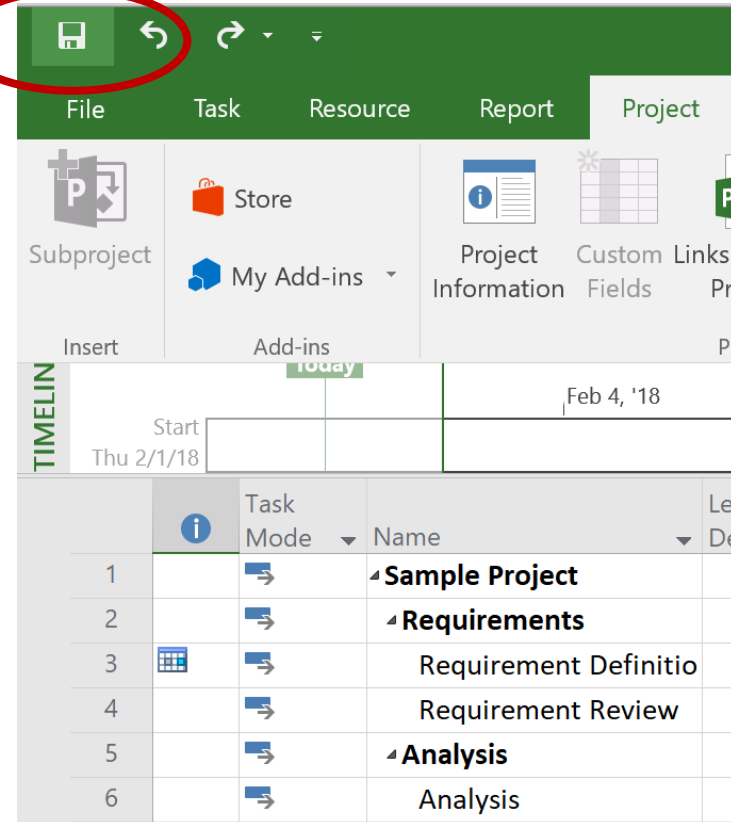 File Task Resource Report Project
Store
Subproject
My Add-ins
Project Information
Custom Fields
Links
Insert
Add-ins
Today
TIMELIN
Feb 4, '18
Start
Thu 2/1/18
Task Mode
Name
1 Sample Project
2 Requirements
3 Requirement Definitio
4 Requirement Review
5 Analysis
6 Analysis